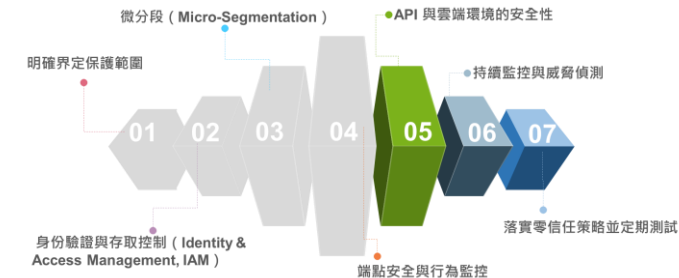 微分段（Micro-Segmentation）
API 與雲端環境的安全性
明確界定保護範圍
持續監控與威脅偵測
01
02
03
04
05
06
07
落實零信任策略並定期測試
身份驗證與存取控制（Identity &
Access Management, IAM）
端點安全與行為監控